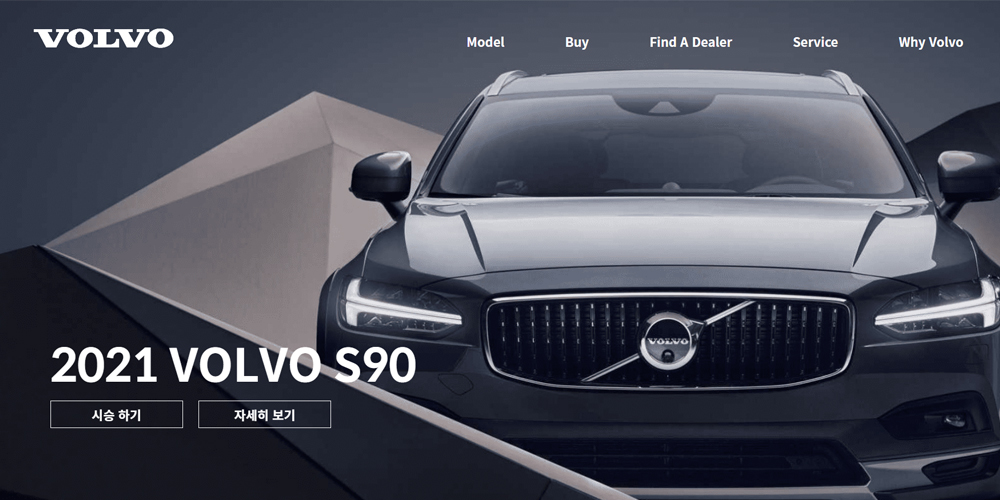 VOLVO
Model Buy Find A Dealer Service Why Volvo
VOLVO
2021 VOLVO S90
시승 하기 자세히 보기